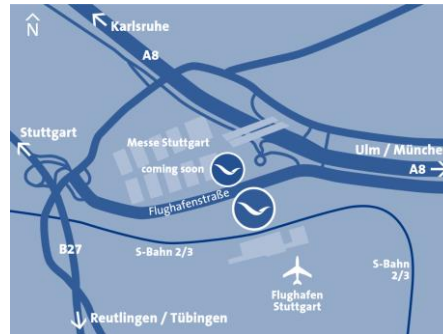 N
Karlsruhe
A8
Stuttgart
Messe Stuttgart
coming soon
Ulm / Münche
A8
Flughafenstraße
B27
S-Bahn 2/3
S-Bahn
2/3
Flughafen
Stuttgart
Reutlingen / Tübingen